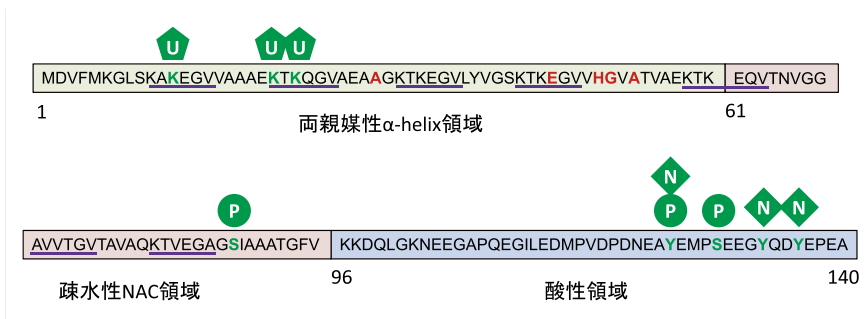 U U U
MDVFMKGLSKAKEGVVAAAEKTKQGVAEAAGKTKEGVLYVGSKTKEGVVHGVATVAEKTK EQVTNVGG
1 61
両親媒性α-helix領域
N
P P P N N
AVVTGVTAVAQKTVEGAGSIAAATGFV KKDQLGKNEEGAPQEGILEDMPVDPDNEAYEMPSEEGYQDYEPEA
96 140
疎水性NAC領域 酸性領域